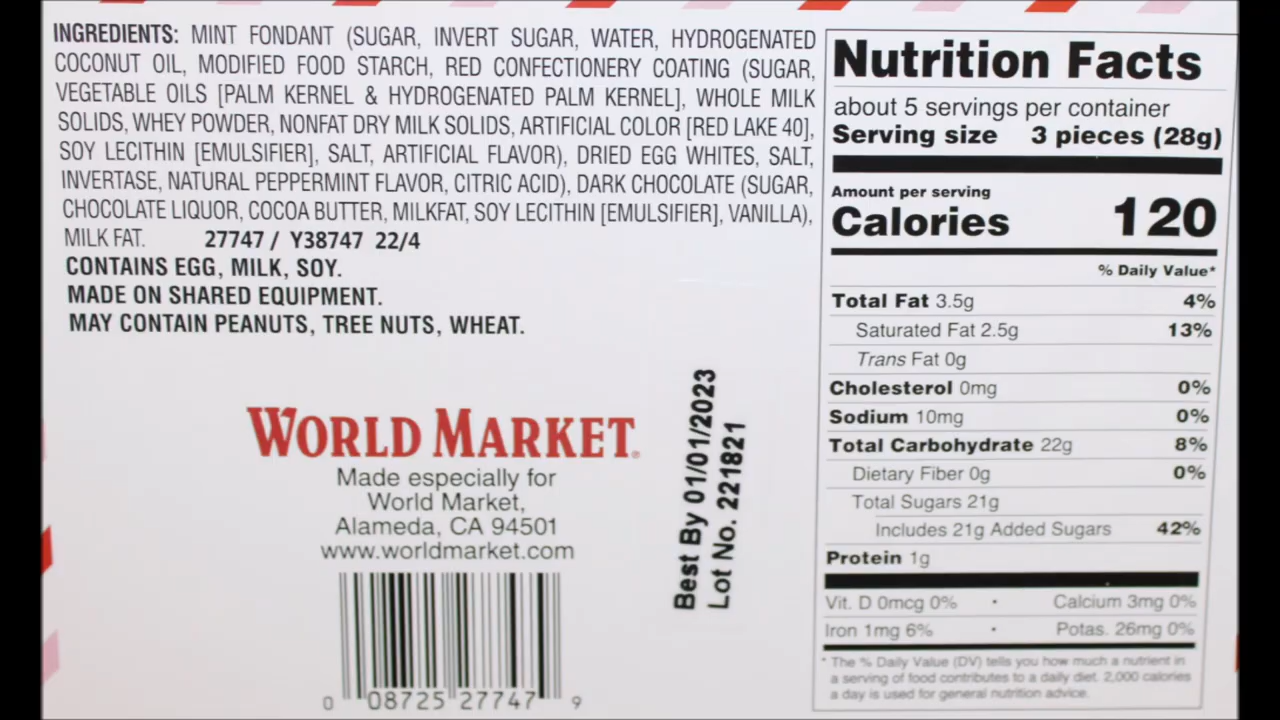 INGREDIENTS: MINT FONDANT (SUGAR, INVERT SUGAR, WATER, HYDROGENATED
COCONUT OIL, MODIFIED FOOD STARCH, RED CONFECTIONERY COATING (SUGAR,
VEGETABLE OILS [PALM KERNEL & HYDROGENATED PALM KERNEL], WHOLE MILK
SOLIDS, WHEY POWDER, NONFAT DRY MILK SOLIDS, ARTIFICIAL COLOR [RED LAKE 40],
SOY LECITHIN [EMULSIFIER], SALT, ARTIFICIAL FLAVOR), DRIED EGG WHITES, SALT,
INVERTASE, NATURAL PEPPERMINT FLAVOR, CITRIC ACID), DARK CHOCOLATE (SUGAR,
CHOCOLATE LIQUOR, COCOA BUTTER, MILKFAT, SOY LECITHIN [EMULSIFIER], VANILLA),
MILK FAT. 27747 / Y38747 22/4
CONTAINS EGG, MILK, SOY.
MADE ON SHARED EQUIPMENT.
MAY CONTAIN PEANUTS, TREE NUTS, WHEAT.
WORLD MARKET®
Made especially for
World Market,
Alameda, CA 94501
www.worldmarket.com
0 08725 27747 9
Best By 01/01/2023
Lot No. 221821
Nutrition Facts
about 5 servings per container
Serving size 3 pieces (28g)
Amount per serving
Calories 120
% Daily Value*
Total Fat 3.5g 4%
Saturated Fat 2.5g 13%
Trans Fat 0g
Cholesterol 0mg 0%
Sodium 10mg 0%
Total Carbohydrate 22g 8%
Dietary Fiber 0g 0%
Total Sugars 21g
Includes 21g Added Sugars 42%
Protein 1g
Vit. D 0mcg 0% • Calcium 3mg 0%
Iron 1mg 6% • Potas. 26mg 0%
* The % Daily Value (DV) tells you how much a nutrient in
a serving of food contributes to a daily diet. 2,000 calories
a day is used for general nutrition advice.